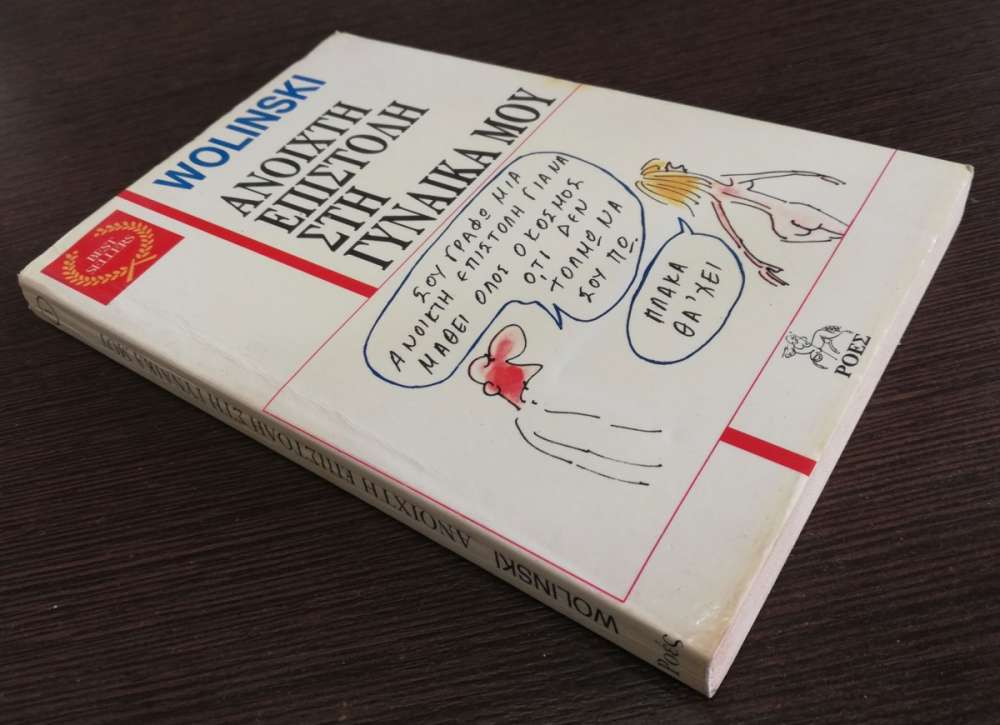 WOLINSKI
ΑΝΟΙΧΤΗ
ΕΠΙΣΤΟΛΗ
ΣΤΗ
ΓΥΝΑΙΚΑ ΜΟΥ
BEST
SELLERS
ΣΟΥ ΓΡΑΦΩ ΜΙΑ
ΑΝΟΙΚΤΗ ΕΠΙΣΤΟΛΗ ΓΙΑ ΝΑ
ΜΑΘΕΙ ΟΛΟΣ Ο ΚΟΣΜΟΣ
ΟΤΙ ΔΕΝ
ΤΟΛΜΩ ΝΑ
ΣΟΥ ΠΩ.
ΠΛΑΚΑ
ΘΑ 'ΧΕΙ
ΡΟΕΣ
WOLINSKI ΑΝΟΙΧΤΗ ΕΠΙΣΤΟΛΗ ΣΤΗ ΓΥΝΑΙΚΑ ΜΟΥ
Ροές